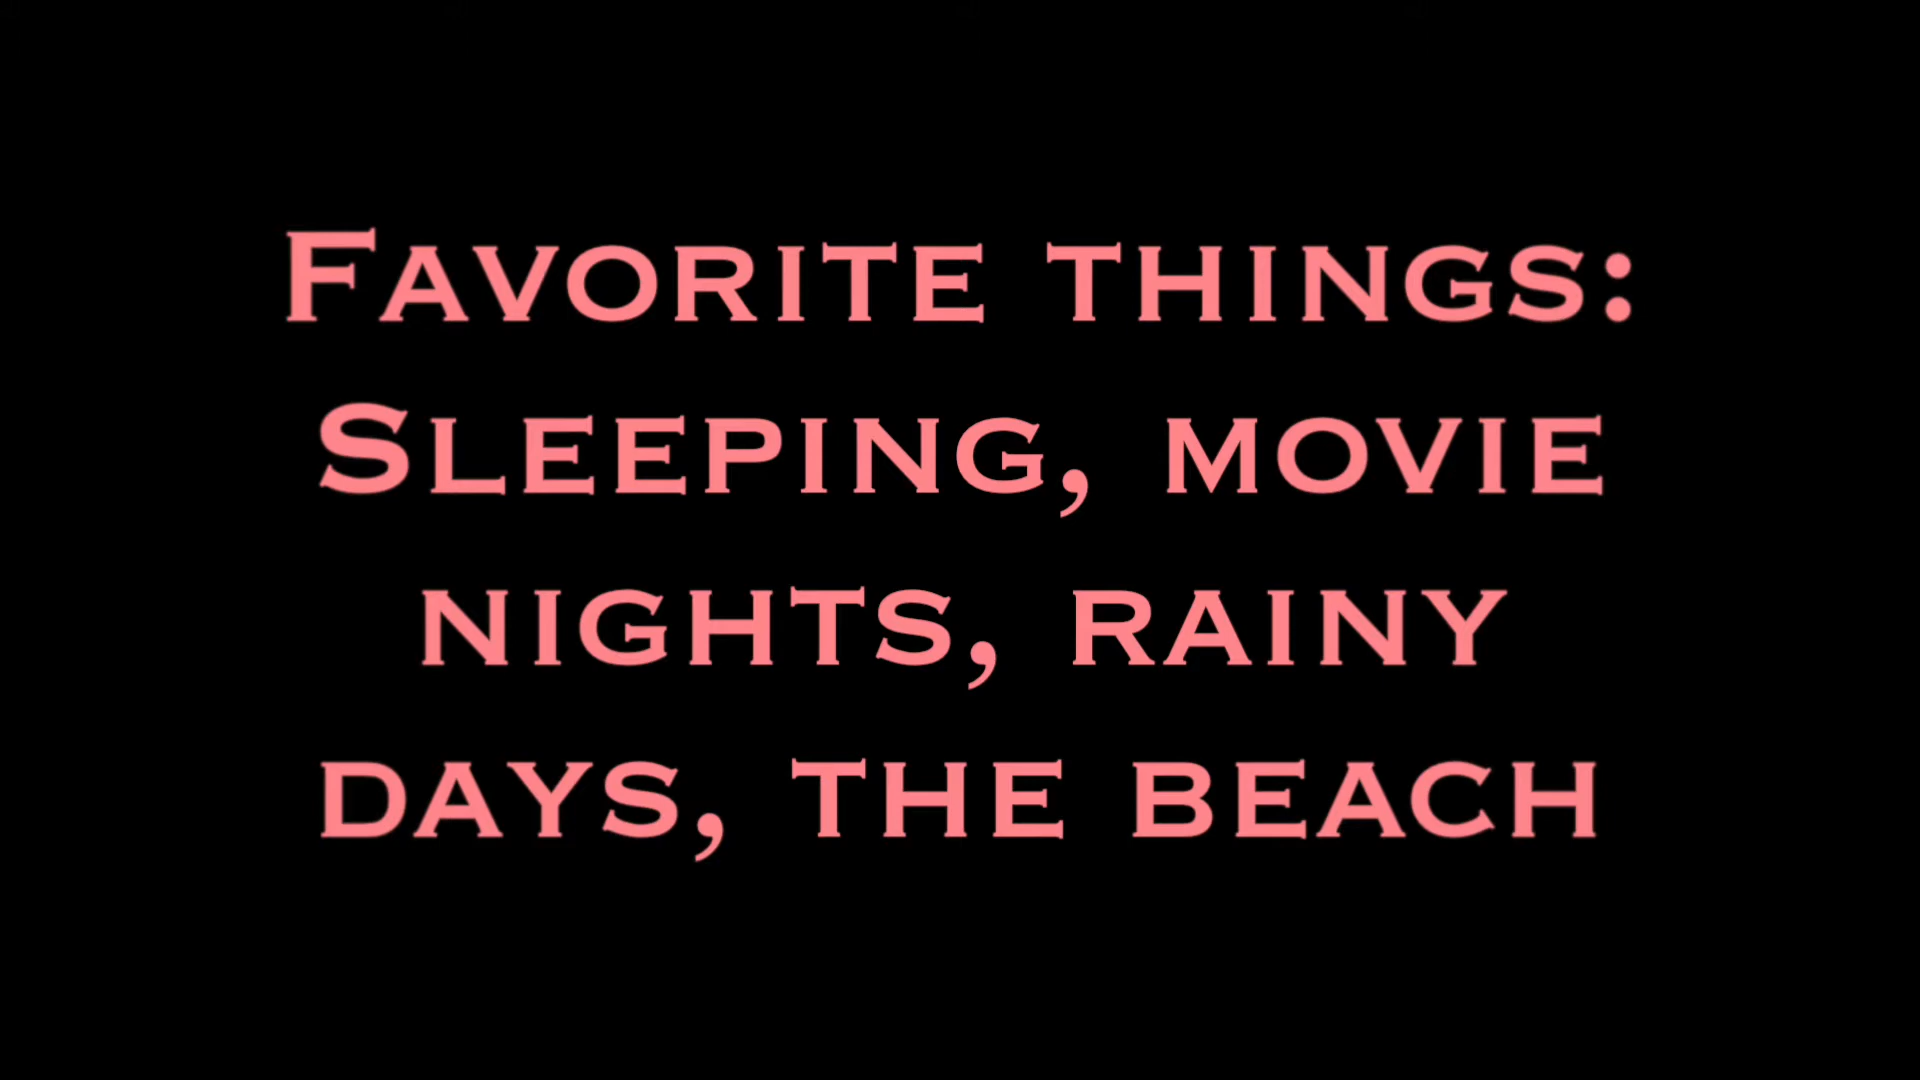 Favorite things:
Sleeping, movie
nights, rainy
days, the beach